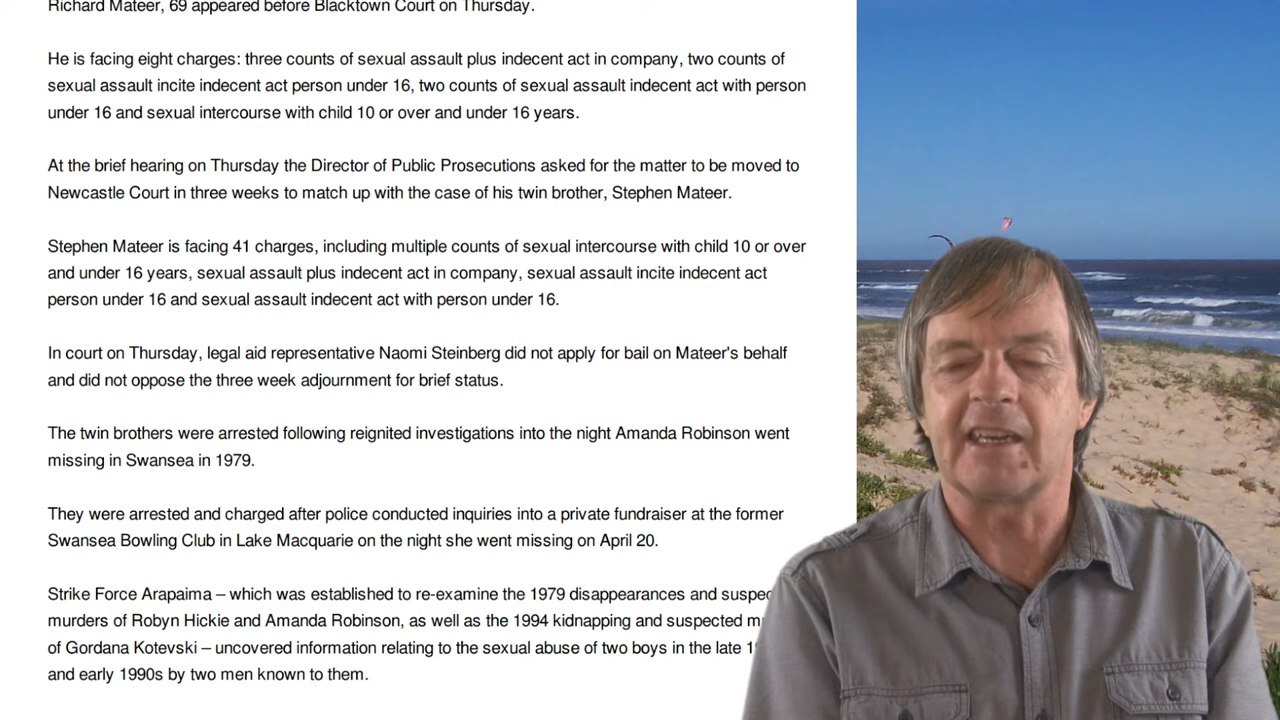 Richard Mateer, 69 appeared before Blacktown Court on Thursday.
He is facing eight charges: three counts of sexual assault plus indecent act in company, two counts of
sexual assault incite indecent act person under 16, two counts of sexual assault indecent act with person
under 16 and sexual intercourse with child 10 or over and under 16 years.
At the brief hearing on Thursday the Director of Public Prosecutions asked for the matter to be moved to
Newcastle Court in three weeks to match up with the case of his twin brother, Stephen Mateer.
Stephen Mateer is facing 41 charges, including multiple counts of sexual intercourse with child 10 or over
and under 16 years, sexual assault plus indecent act in company, sexual assault incite indecent act
person under 16 and sexual assault indecent act with person under 16.
In court on Thursday, legal aid representative Naomi Steinberg did not apply for bail on Mateer's behalf
and did not oppose the three week adjournment for brief status.
The twin brothers were arrested following reignited investigations into the night Amanda Robinson went
missing in Swansea in 1979.
They were arrested and charged after police conducted inquiries into a private fundraiser at the former
Swansea Bowling Club in Lake Macquarie on the night she went missing on April 20.
Strike Force Arapaima – which was established to re-examine the 1979 disappearances and
murders of Robyn Hickie and Amanda Robinson, as well as the 1994 kidnapping and suspected
of Gordana Kotevski – uncovered information relating to the sexual abuse of two boys in the late
and early 1990s by two men known to them.